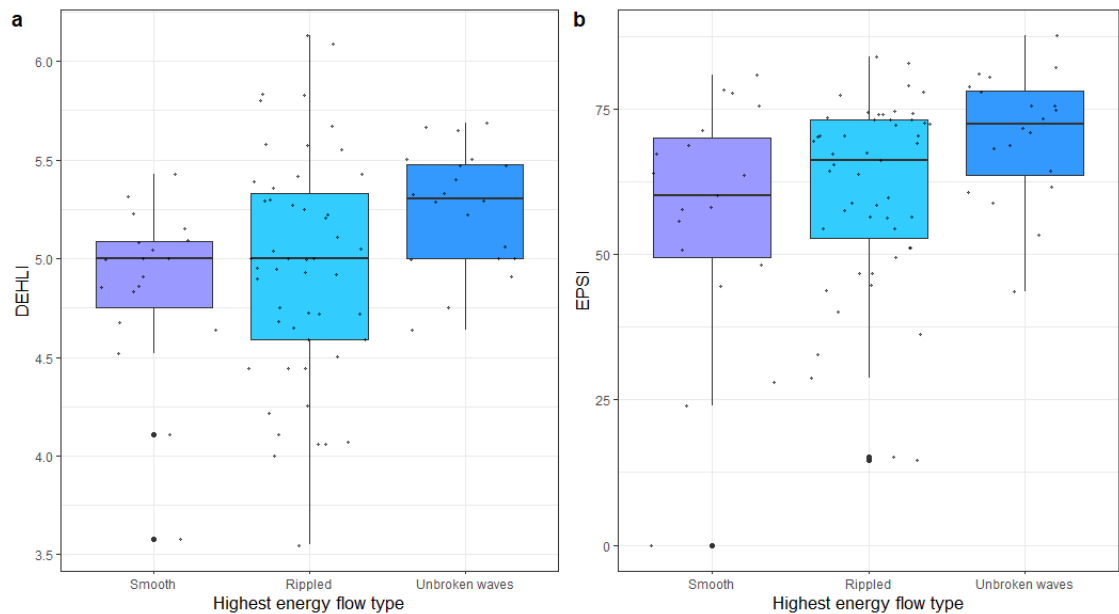 a
6.0
5.5
5.0
4.5
4.0
3.5
DEHLI
Smooth Rippled Unbroken waves
Highest energy flow type
b
75
50
25
0
EPSI
Smooth Rippled Unbroken waves
Highest energy flow type